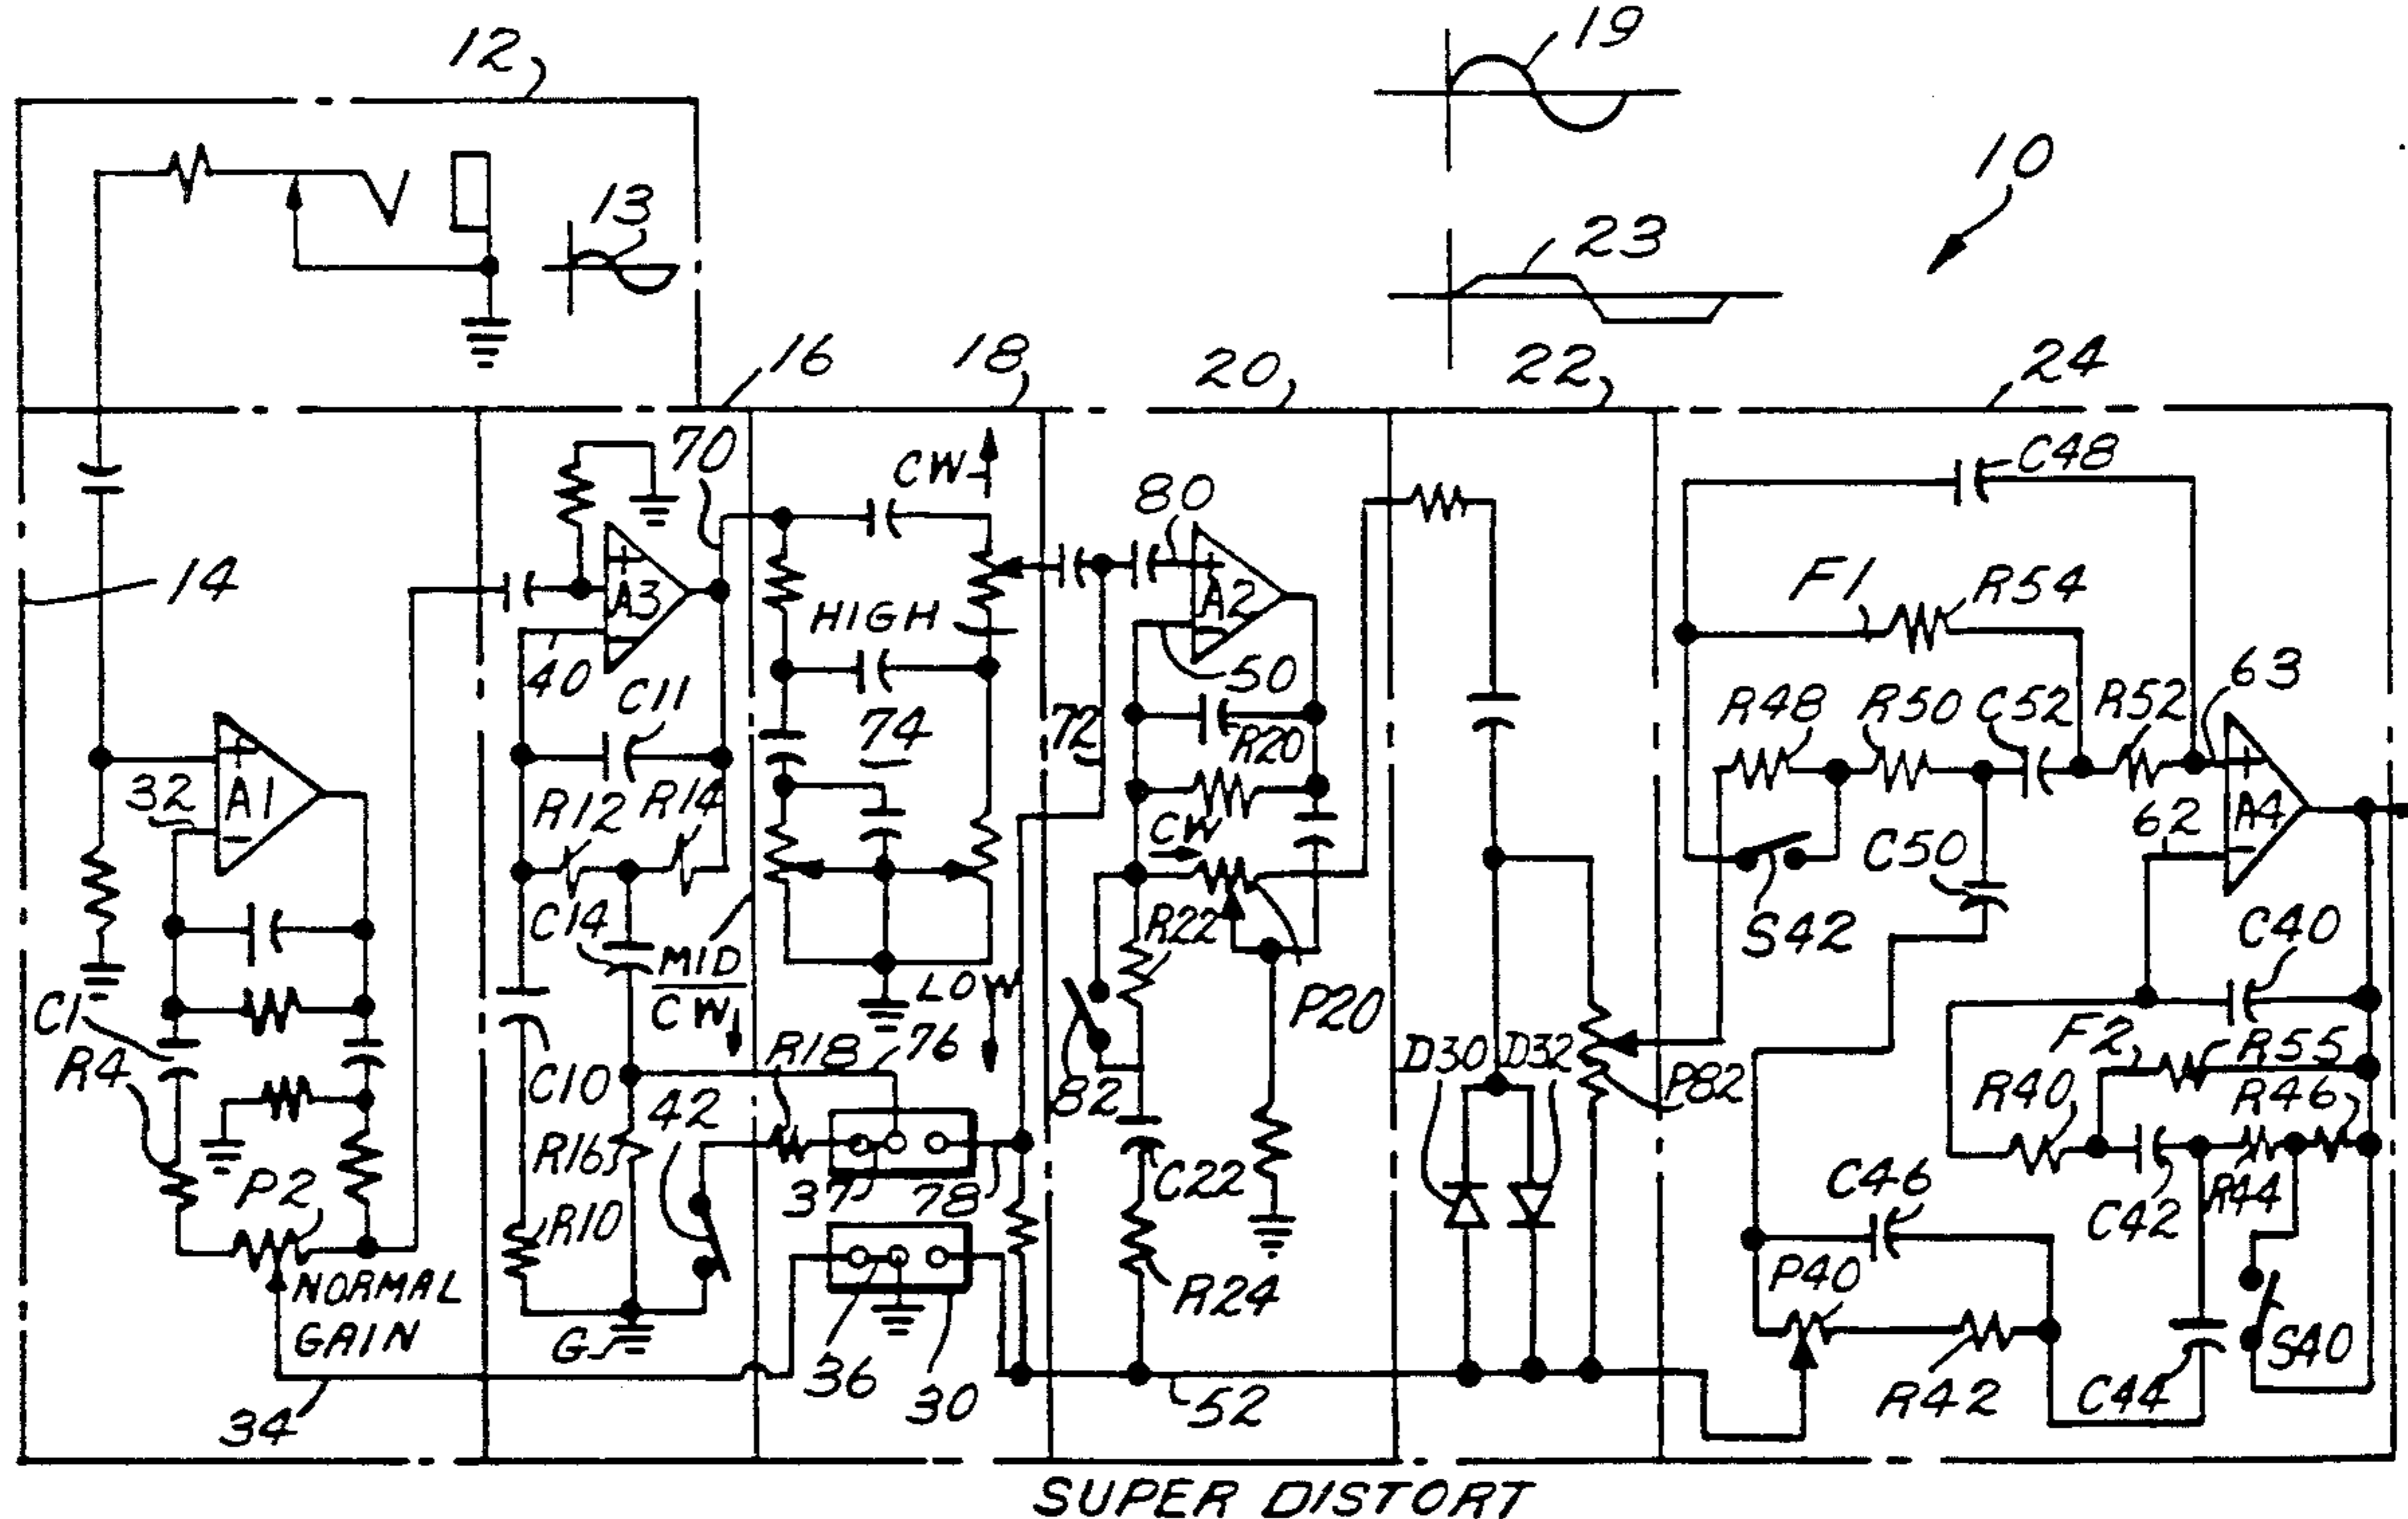 12
19
10
13
23
16
18
20
22
24
14
70
CW
80
C48
+
A3
HIGH
+
A2
F1
R54
40
C11
50
63
74
72
R20
R48
R50
C52
R52
+
A1
-
32
R12
R14
CW
62
+
A4
-
C50
C14
MID
CW
R22
S42
C40
C1
R4
LOW
P20
F2
R55
R18
76
D30
D32
P82
C10
42
82
R40
R46
R16
37
78
C22
C46
C42
R44
P2
R10
NORMAL
GAIN
R24
P40
G
36
30
52
R42
C44
S40
34
SUPER DISTORT